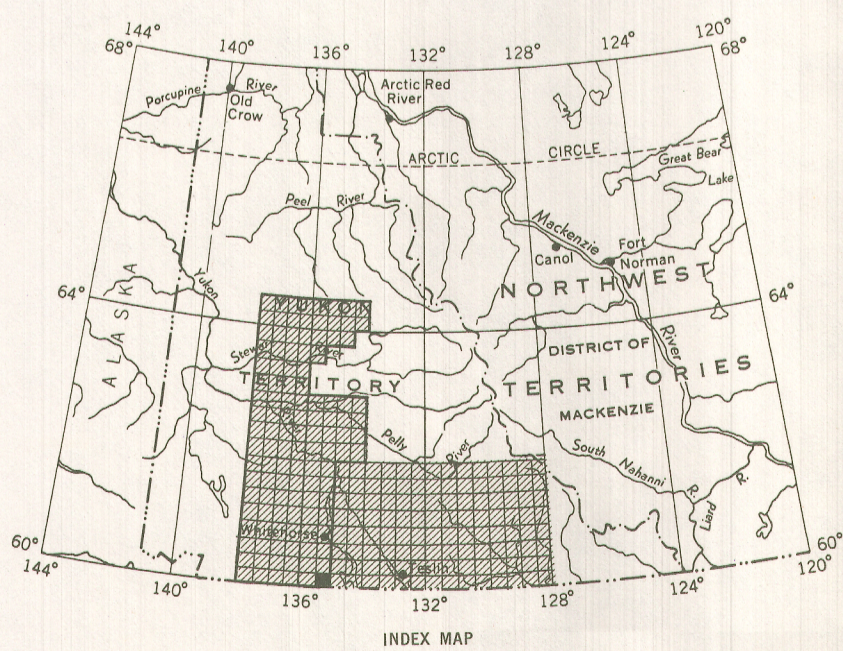 144°
140°
136°
132°
128°
124°
120°
68°
68°
Porcupine River
Old
Crow
Arctic Red
River
ARCTIC CIRCLE
Great Bear
Lake
Peel River
Mackenzie
Canol
Fort
Norman
Yukon
NORTHWEST
64°
64°
ALASKA
YUKON
Stewart River
DISTRICT OF
River
TERRITORY
TERRITORIES
MACKENZIE
Pelly
River
South Nahanni
R.
Liard
R.
Whitehorse
Teslin
60°
60°
144°
140°
136°
132°
128°
124°
120°
INDEX MAP